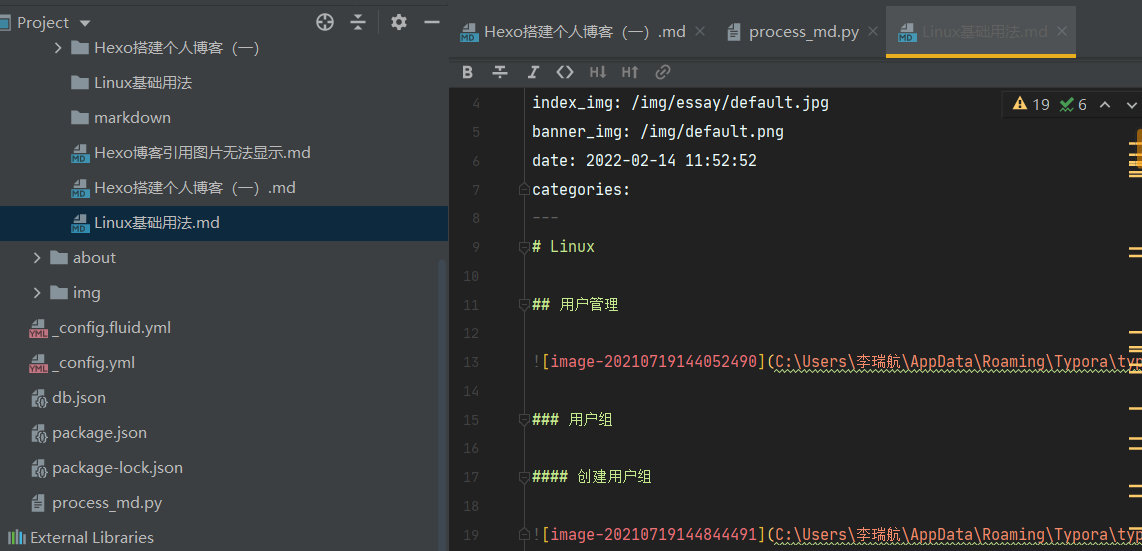 Project
Hexo搭建个人博客（一）
Linux基础用法
markdown
Hexo博客引用图片无法显示.md
Hexo搭建个人博客（一）.md
Linux基础用法.md
about
img
_config.fluid.yml
_config.yml
db.json
package.json
package-lock.json
process_md.py
External Libraries
Hexo搭建个人博客（一）.md
process_md.py
Linux基础用法.md
B I <> H↓ H↑
19 6
4 index_img: /img/essay/default.jpg
5 banner_img: /img/default.png
6 date: 2022-02-14 11:52:52
7 categories:
8 ---
9 # Linux
10
11 ## 用户管理
12
13 ![image-20210719144052490](C:\Users\李瑞航\AppData\Roaming\Typora\typ
14
15 ### 用户组
16
17 #### 创建用户组
18
19 ![image-20210719144844491](C:\Users\李瑞航\AppData\Roaming\Typora\typ